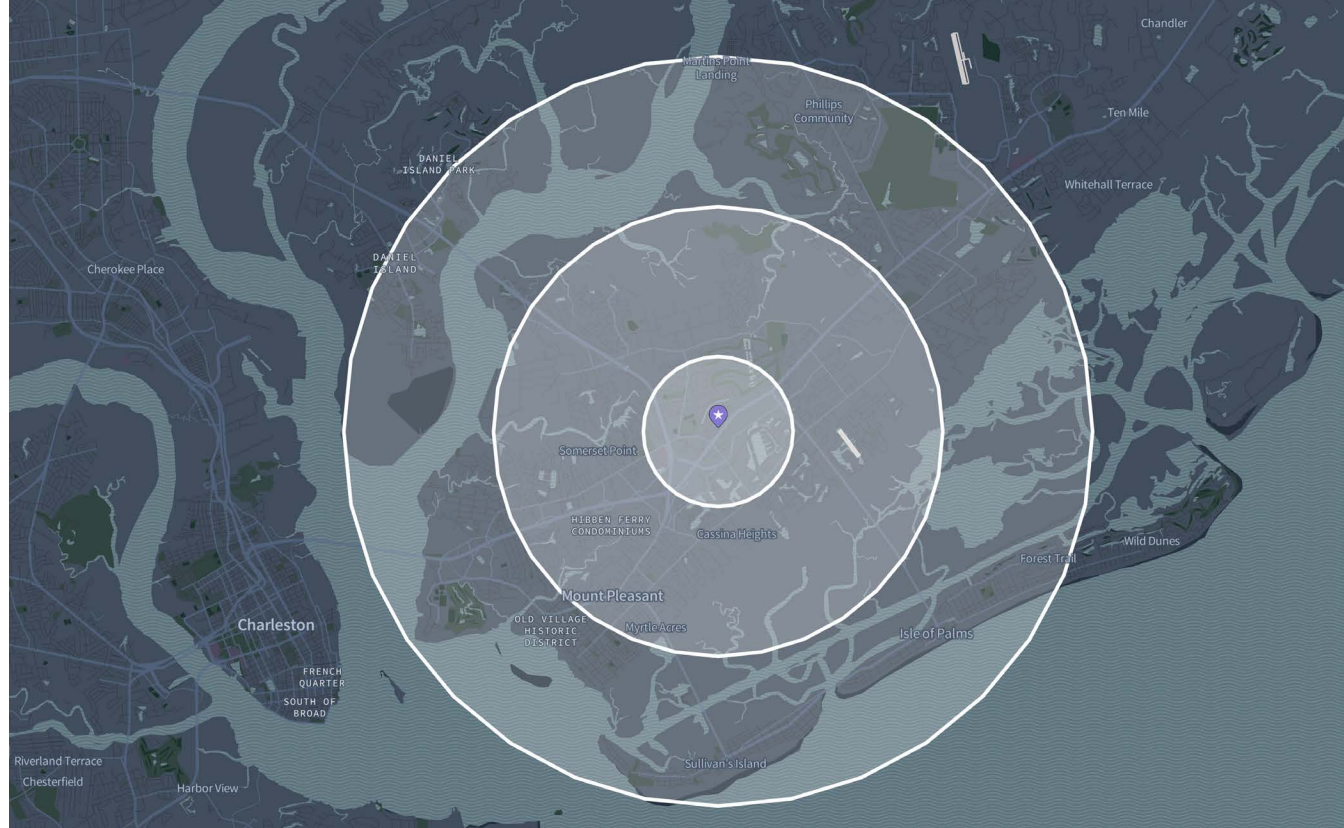 Chandler
Martins Point
Landing
Phillips
Community
Ten Mile
DANIEL
ISLAND PARK
Whitehall Terrace
DANIEL
ISLAND
Cherokee Place
Somerset Point
HIBBEN FERRY
CONDOMINIUMS
Cassina Heights
Wild Dunes
Forest Trail
Mount Pleasant
OLD VILLAGE
HISTORIC
DISTRICT
Myrtle Acres
Charleston
Isle of Palms
FRENCH
QUARTER
SOUTH OF
BROAD
Sullivan's Island
Riverland Terrace
Chesterfield
Harbor View